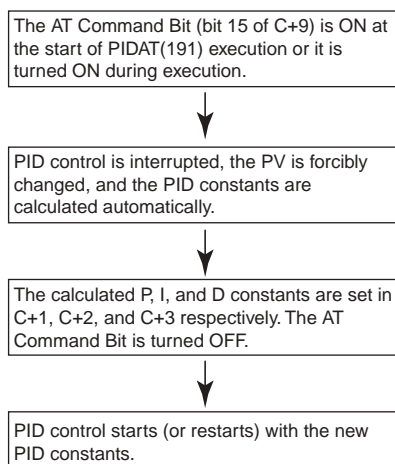 The AT Command Bit (bit 15 of C+9) is ON at
the start of PIDAT(191) execution or it is
turned ON during execution.
PID control is interrupted, the PV is forcibly
changed, and the PID constants are
calculated automatically.
The calculated P, I, and D constants are set in
C+1, C+2, and C+3 respectively. The AT
Command Bit is turned OFF.
PID control starts (or restarts) with the new
PID constants.